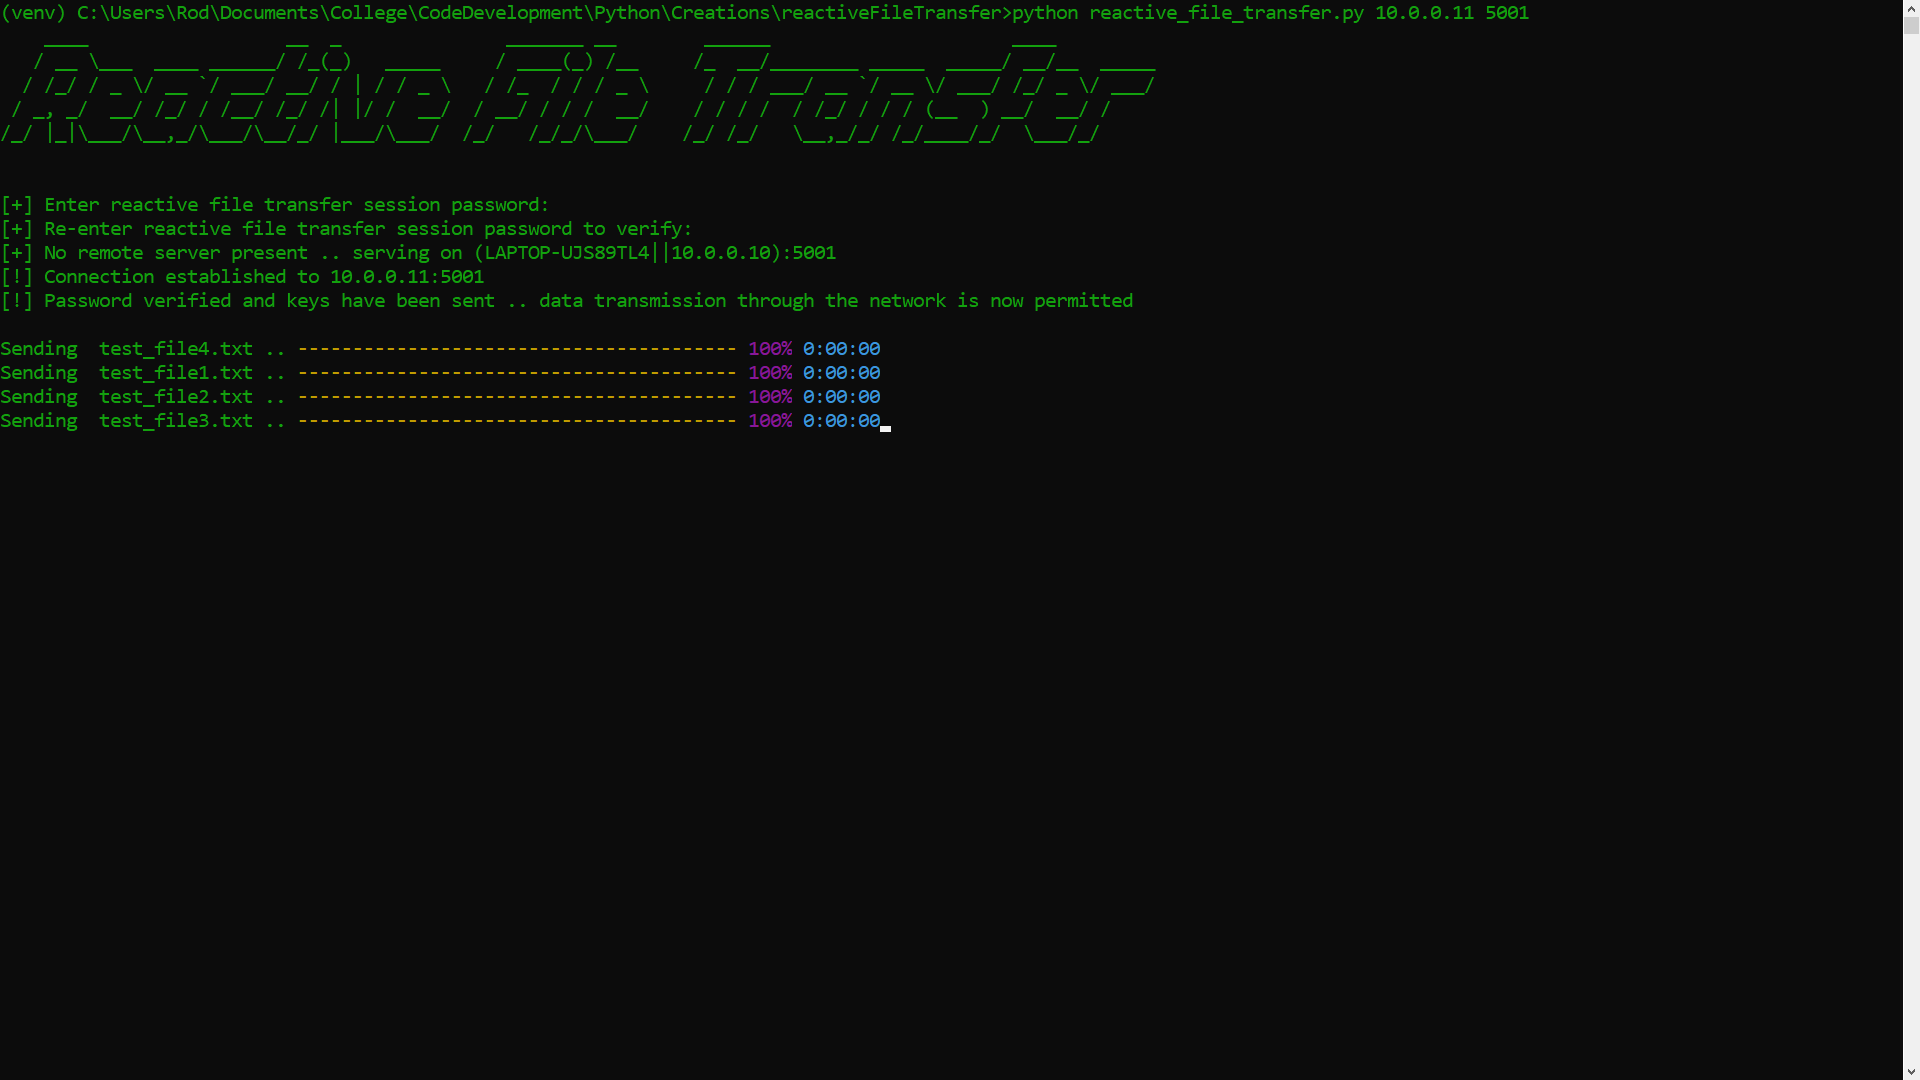 (venv) C:\Users\Rod\Documents\College\CodeDevelopment\Python\Creations\reactiveFileTransfer>python reactive_file_transfer.py 10.0.0.11 5001
Reactive File Transfer
[+] Enter reactive file transfer session password:
[+] Re-enter reactive file transfer session password to verify:
[+] No remote server present .. serving on (LAPTOP-UJS89TL4||10.0.0.10):5001
[!] Connection established to 10.0.0.11:5001
[!] Password verified and keys have been sent .. data transmission through the network is now permitted
Sending  test_file4.txt .. ---------------------------------------- 100% 0:00:00
Sending  test_file1.txt .. ---------------------------------------- 100% 0:00:00
Sending  test_file2.txt .. ---------------------------------------- 100% 0:00:00
Sending  test_file3.txt .. ---------------------------------------- 100% 0:00:00